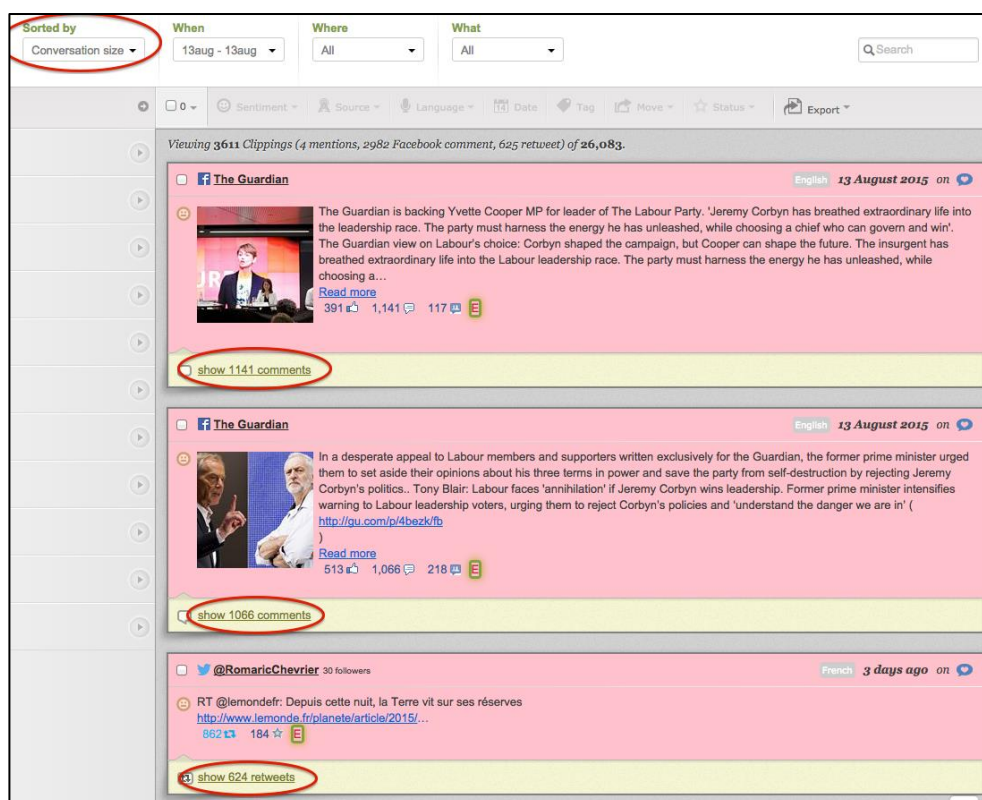 Sorted by When Where What
Conversation size 13aug - 13aug All All Search
0 Sentiment Source Language 14 Date Tag Move Status Export
Viewing 3611 Clippings (4 mentions, 2982 Facebook comment, 625 retweet) of 26,083.
The Guardian English 13 August 2015 on
The Guardian is backing Yvette Cooper MP for leader of The Labour Party. 'Jeremy Corbyn has breathed extraordinary life into
the leadership race. The party must harness the energy he has unleashed, while choosing a chief who can govern and win'.
The Guardian view on Labour's choice: Corbyn shaped the campaign, but Cooper can shape the future. The insurgent has
breathed extraordinary life into the Labour leadership race. The party must harness the energy he has unleashed, while
choosing a…
Read more
391 1,141 117 E
show 1141 comments
The Guardian English 13 August 2015 on
In a desperate appeal to Labour members and supporters written exclusively for the Guardian, the former prime minister urged
them to set aside their opinions about his three terms in power and save the party from self-destruction by rejecting Jeremy
Corbyn's politics.. Tony Blair: Labour faces 'annihilation' if Jeremy Corbyn wins leadership. Former prime minister intensifies
warning to Labour leadership voters, urging them to reject Corbyn's policies and 'understand the danger we are in' (
http://gu.com/p/4bezk/fb
)
Read more
513 1,066 218 E
show 1066 comments
@RomaricChevrier 30 followers French 3 days ago on
RT @lemondefr: Depuis cette nuit, la Terre vit sur ses réserves
http://www.lemonde.fr/planete/article/2015/…
862 184 E
show 624 retweets